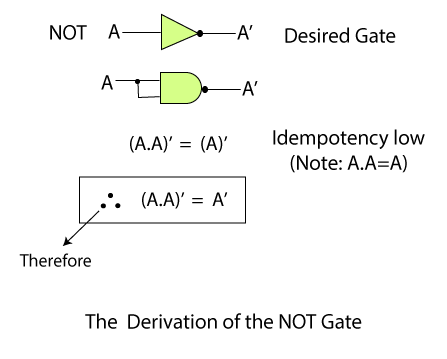 NOT A A’ Desired Gate
A A’
(A.A)’ = (A)’ Idempotency low
(Note: A.A=A)
∴ (A.A)’ = A’
Therefore
The Derivation of the NOT Gate